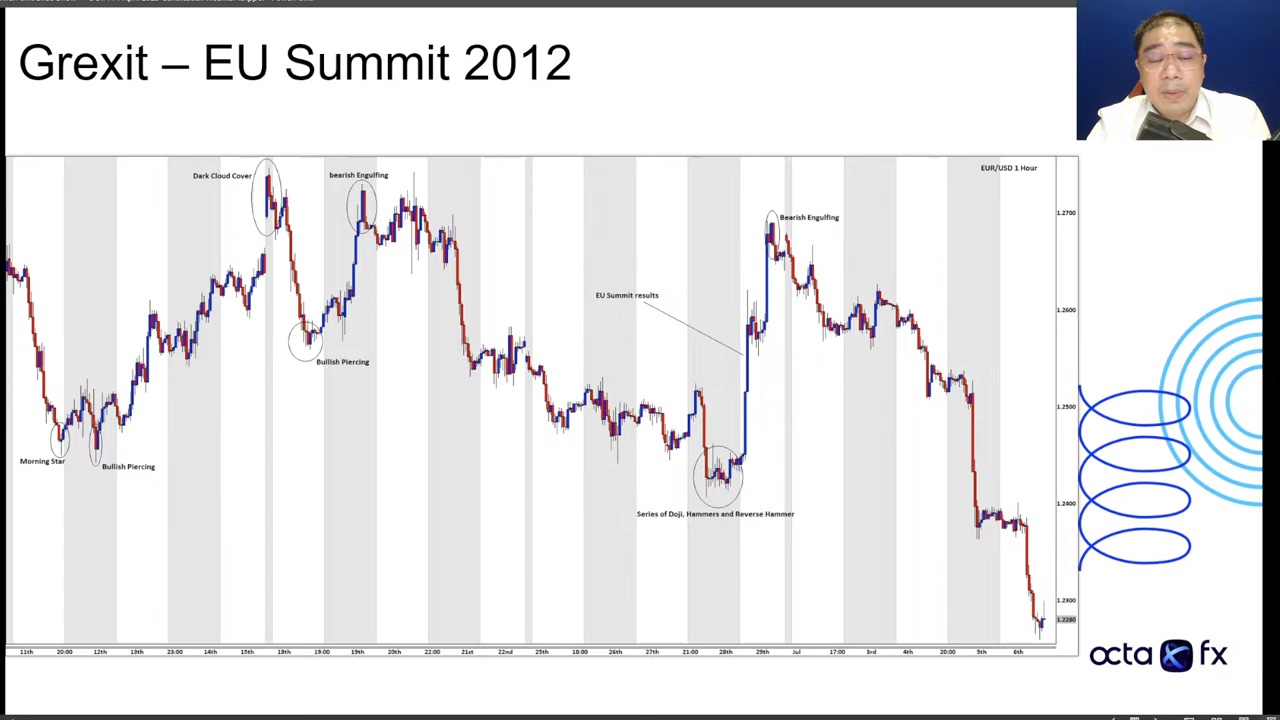 Grexit – EU Summit 2012
EUR/USD 1 Hour
Dark Cloud Cover
bearish Engulfing
Bearish Engulfing
EU Summit results
Bullish Piercing
Morning Star
Bullish Piercing
Series of Doji, Hammers and Reverse Hammer
1.2700
1.2600
1.2500
1.2400
1.2300
1.2280
11th 20:00 12th 13th 23:00 14th 15th 18th 19:00 19th 20th 22:00 21st 22nd 25th 18:00 26th 27th 21:00 28th 29th Jul 17:00 3rd 4th 20:00 5th 6th
octa fx